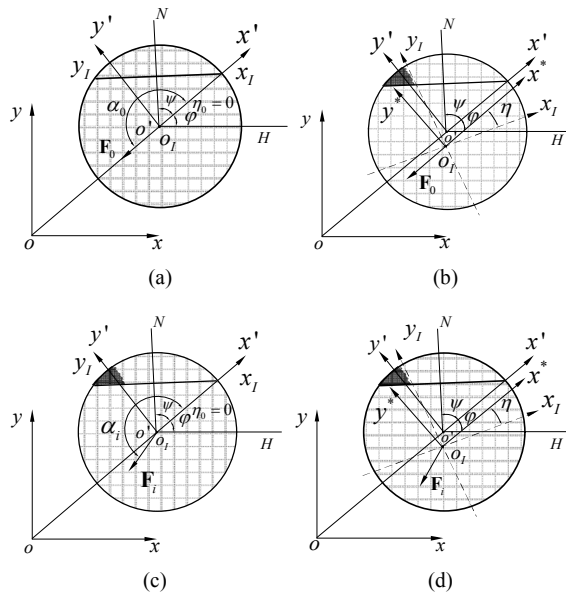 N
y'
x'
y_I
x_I
α_0
ψ
η_0 = 0
φ
o'
o_I
H
F_0
y
o
x
(a)
N
y'
y_I
x'
x*
x_I
y*
ψ
η
φ
o'
o_I
H
F_0
y
o
x
(b)
N
y'
x'
y_I
x_I
α_i
ψ
η_0 = 0
φ
o'
o_I
H
F_i
y
o
x
(c)
N
y'
y_I
x'
x*
x_I
y*
ψ
η
φ
o'
o_I
H
F_i
y
o
x
(d)